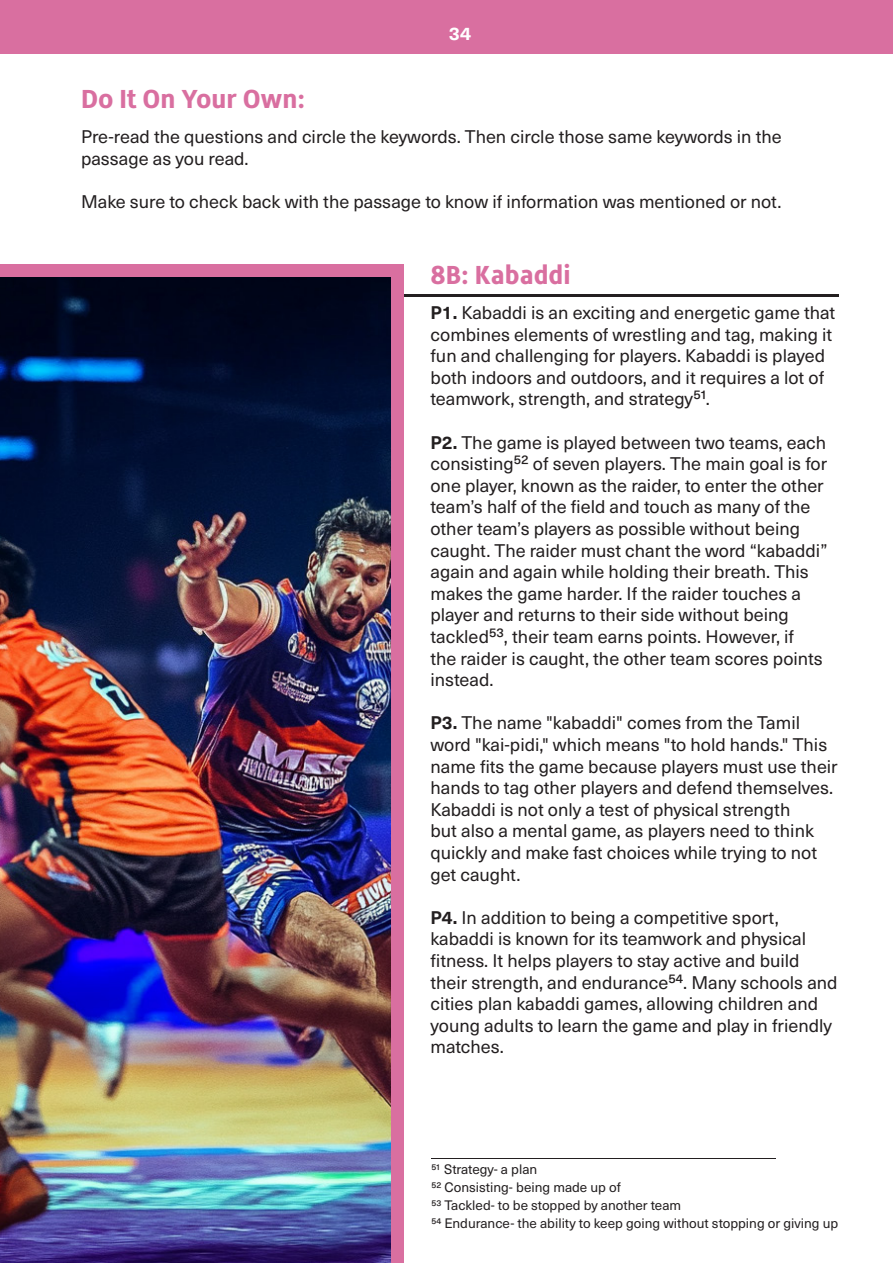 34
Do It On Your Own:
Pre-read the questions and circle the keywords. Then circle those same keywords in the
passage as you read.
Make sure to check back with the passage to know if information was mentioned or not.
8B: Kabaddi
P1. Kabaddi is an exciting and energetic game that
combines elements of wrestling and tag, making it
fun and challenging for players. Kabaddi is played
both indoors and outdoors, and it requires a lot of
teamwork, strength, and strategy⁵¹.
P2. The game is played between two teams, each
consisting⁵² of seven players. The main goal is for
one player, known as the raider, to enter the other
team’s half of the field and touch as many of the
other team’s players as possible without being
caught. The raider must chant the word “kabaddi”
again and again while holding their breath. This
makes the game harder. If the raider touches a
player and returns to their side without being
tackled⁵³, their team earns points. However, if
the raider is caught, the other team scores points
instead.
P3. The name "kabaddi" comes from the Tamil
word "kai-pidi," which means "to hold hands." This
name fits the game because players must use their
hands to tag other players and defend themselves.
Kabaddi is not only a test of physical strength
but also a mental game, as players need to think
quickly and make fast choices while trying to not
get caught.
P4. In addition to being a competitive sport,
kabaddi is known for its teamwork and physical
fitness. It helps players to stay active and build
their strength, and endurance⁵⁴. Many schools and
cities plan kabaddi games, allowing children and
young adults to learn the game and play in friendly
matches.
⁵¹ Strategy- a plan
⁵² Consisting- being made up of
⁵³ Tackled- to be stopped by another team
⁵⁴ Endurance- the ability to keep going without stopping or giving up